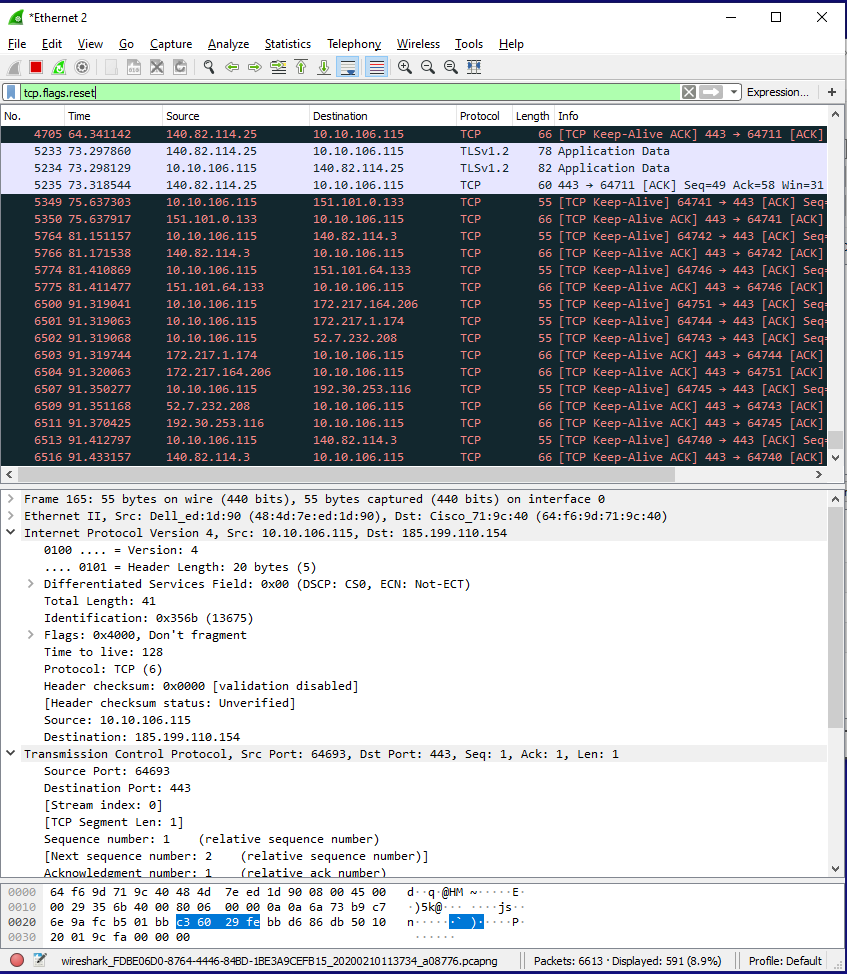 *Ethernet 2
File Edit View Go Capture Analyze Statistics Telephony Wireless Tools Help
tcp.flags.reset Expression... +
No. Time Source Destination Protocol Length Info
4705 64.341142 140.82.114.25 10.10.106.115 TCP 66 [TCP Keep-Alive ACK] 443 → 64711 [ACK]
5233 73.297860 140.82.114.25 10.10.106.115 TLSv1.2 78 Application Data
5234 73.298129 10.10.106.115 140.82.114.25 TLSv1.2 82 Application Data
5235 73.318544 140.82.114.25 10.10.106.115 TCP 60 443 → 64711 [ACK] Seq=49 Ack=58 Win=31
5349 75.637303 10.10.106.115 151.101.0.133 TCP 55 [TCP Keep-Alive] 64741 → 443 [ACK] Seq=
5350 75.637917 151.101.0.133 10.10.106.115 TCP 66 [TCP Keep-Alive ACK] 443 → 64741 [ACK]
5764 81.151157 10.10.106.115 140.82.114.3 TCP 55 [TCP Keep-Alive] 64742 → 443 [ACK] Seq=
5766 81.171538 140.82.114.3 10.10.106.115 TCP 66 [TCP Keep-Alive ACK] 443 → 64742 [ACK]
5774 81.410869 10.10.106.115 151.101.64.133 TCP 55 [TCP Keep-Alive] 64746 → 443 [ACK] Seq=
5775 81.411477 151.101.64.133 10.10.106.115 TCP 66 [TCP Keep-Alive ACK] 443 → 64746 [ACK]
6500 91.319041 10.10.106.115 172.217.164.206 TCP 55 [TCP Keep-Alive] 64751 → 443 [ACK] Seq=
6501 91.319063 10.10.106.115 172.217.1.174 TCP 55 [TCP Keep-Alive] 64744 → 443 [ACK] Seq=
6502 91.319068 10.10.106.115 52.7.232.208 TCP 55 [TCP Keep-Alive] 64743 → 443 [ACK] Seq=
6503 91.319744 172.217.1.174 10.10.106.115 TCP 66 [TCP Keep-Alive ACK] 443 → 64744 [ACK]
6504 91.320063 172.217.164.206 10.10.106.115 TCP 66 [TCP Keep-Alive ACK] 443 → 64751 [ACK]
6507 91.350277 10.10.106.115 192.30.253.116 TCP 55 [TCP Keep-Alive] 64745 → 443 [ACK] Seq=
6509 91.351168 52.7.232.208 10.10.106.115 TCP 66 [TCP Keep-Alive ACK] 443 → 64743 [ACK]
6511 91.370425 192.30.253.116 10.10.106.115 TCP 66 [TCP Keep-Alive ACK] 443 → 64745 [ACK]
6513 91.412797 10.10.106.115 140.82.114.3 TCP 55 [TCP Keep-Alive] 64740 → 443 [ACK] Seq=
6516 91.433157 140.82.114.3 10.10.106.115 TCP 66 [TCP Keep-Alive ACK] 443 → 64740 [ACK]
Frame 165: 55 bytes on wire (440 bits), 55 bytes captured (440 bits) on interface 0
Ethernet II, Src: Dell_ed:1d:90 (48:4d:7e:ed:1d:90), Dst: Cisco_71:9c:40 (64:f6:9d:71:9c:40)
Internet Protocol Version 4, Src: 10.10.106.115, Dst: 185.199.110.154
0100 .... = Version: 4
.... 0101 = Header Length: 20 bytes (5)
Differentiated Services Field: 0x00 (DSCP: CS0, ECN: Not-ECT)
Total Length: 41
Identification: 0x356b (13675)
Flags: 0x4000, Don't fragment
Time to live: 128
Protocol: TCP (6)
Header checksum: 0x0000 [validation disabled]
[Header checksum status: Unverified]
Source: 10.10.106.115
Destination: 185.199.110.154
Transmission Control Protocol, Src Port: 64693, Dst Port: 443, Seq: 1, Ack: 1, Len: 1
Source Port: 64693
Destination Port: 443
[Stream index: 0]
[TCP Segment Len: 1]
Sequence number: 1 (relative sequence number)
[Next sequence number: 2 (relative sequence number)]
Acknowledgment number: 1 (relative ack number)
0000 64 f6 9d 71 9c 40 48 4d 7e ed 1d 90 08 00 45 00 d··q·@HM ~·····E·
0010 00 29 35 6b 40 00 80 06 00 00 0a 0a 6a 73 b9 c7 ·)5k@··· ····js··
0020 6e 9a fc b5 01 bb c3 60 29 fe bb d6 86 db 50 10 n······` )·····P·
0030 20 01 9c fa 00 00 00 ······
wireshark_FDBE06D0-8764-4446-84BD-1BE3A9CEFB15_20200210113734_a08776.pcapng Packets: 6613 · Displayed: 591 (8.9%) Profile: Default